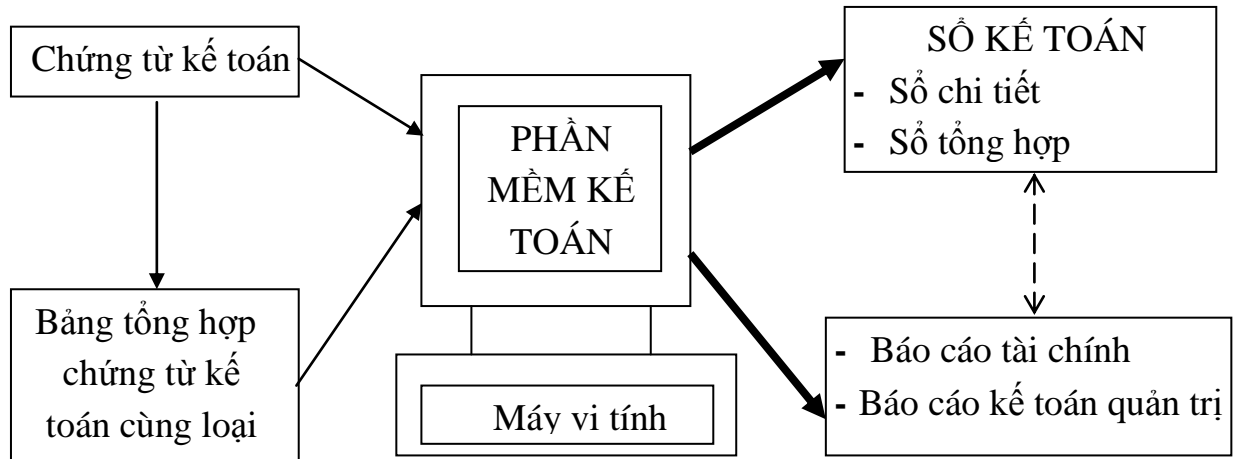 Chứng từ kế toán
Bảng tổng hợp
chứng từ kế
toán cùng loại
PHẦN
MỀM KẾ
TOÁN
Máy vi tính
SỔ KẾ TOÁN
- Sổ chi tiết
- Sổ tổng hợp
- Báo cáo tài chính
- Báo cáo kế toán quản trị